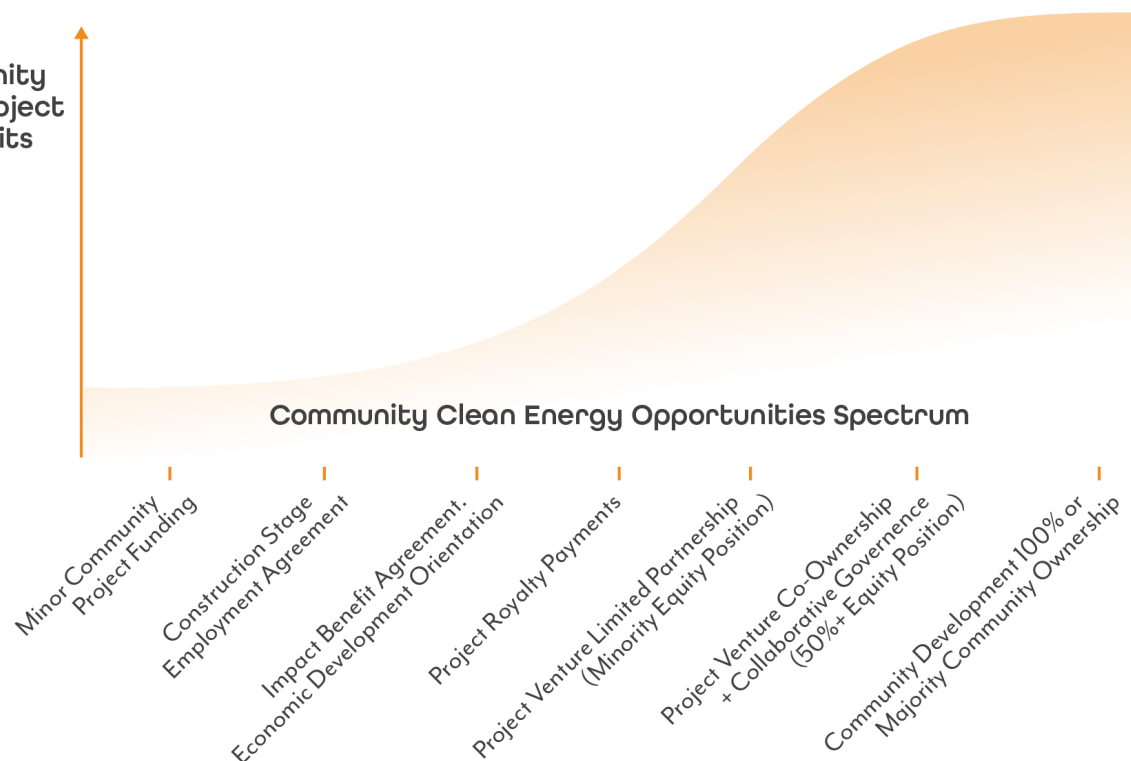 nity
oject
its
Community Clean Energy Opportunities Spectrum
Minor Community
Project Funding
Construction Stage
Employment Agreement
Impact Benefit Agreement.
Economic Development Orientation
Project Royalty Payments
Project Venture Limited Partnership
(Minority Equity Position)
Project Venture Co-Ownership
+ Collaborative Governence
(50%+ Equity Position)
Community Development 100% or
Majority Community Ownership